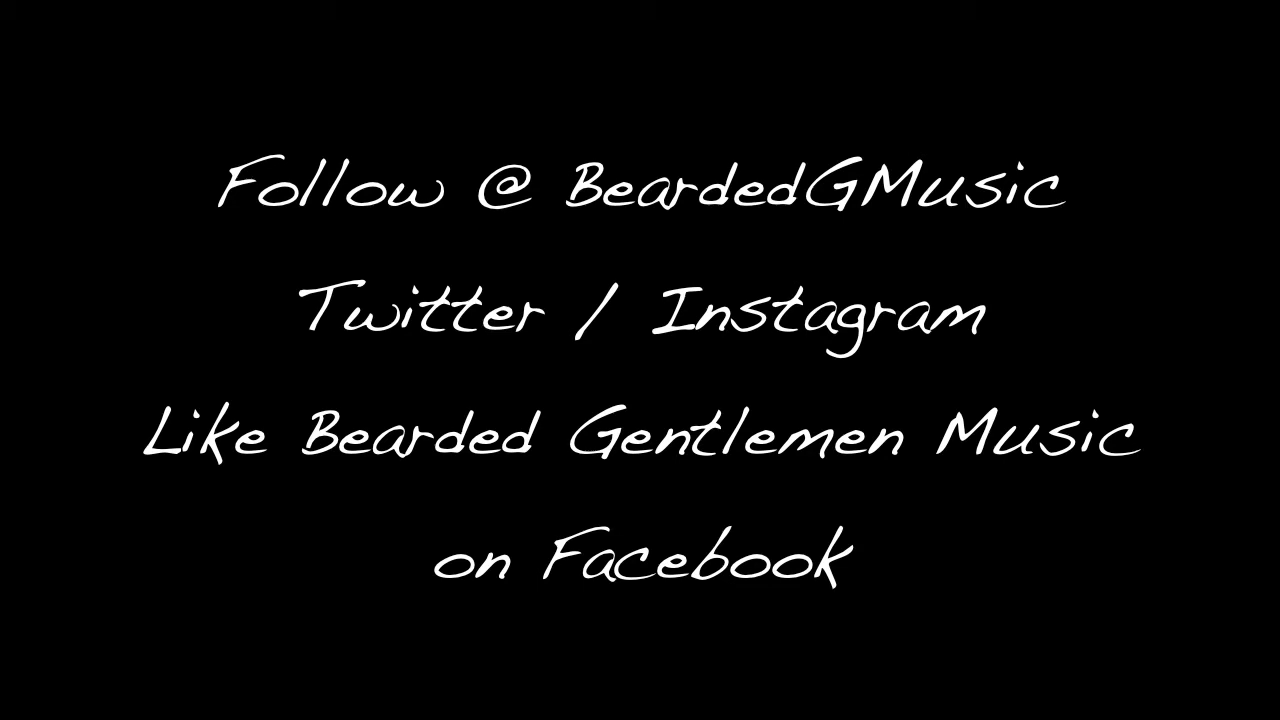 Follow @ BeardedGMusic
Twitter / Instagram
Like Bearded Gentlemen Music
on Facebook